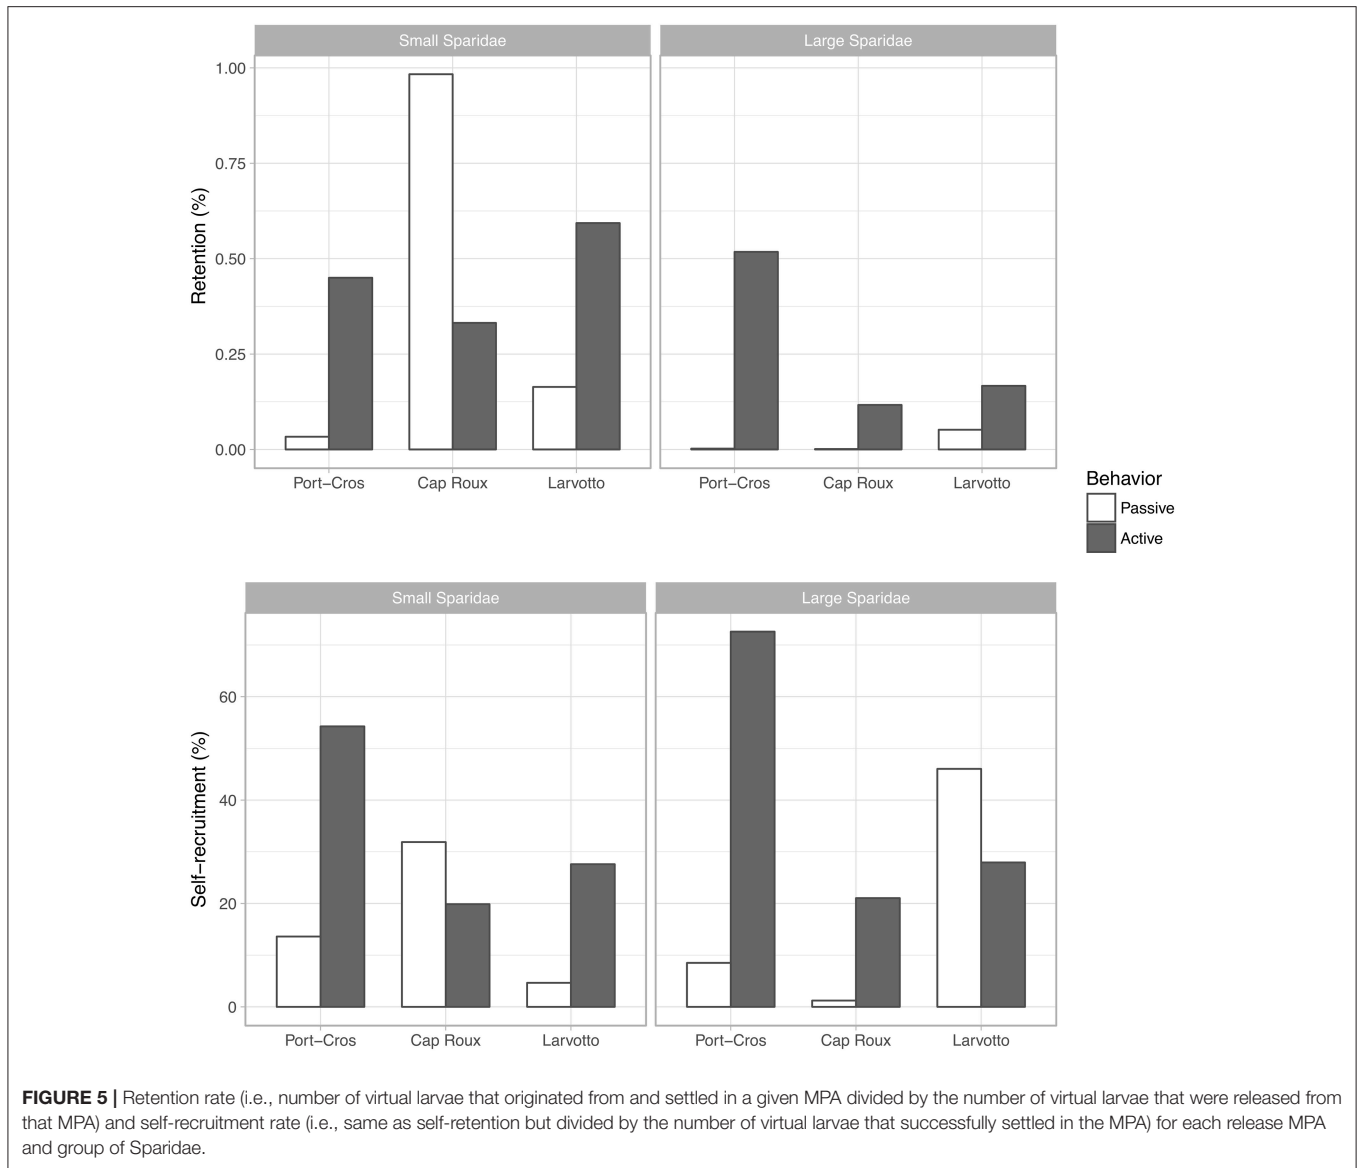 Small Sparidae
Large Sparidae
1.00
0.75
0.50
0.25
0.00
Retention (%)
Port–Cros
Cap Roux
Larvotto
Port–Cros
Cap Roux
Larvotto
Behavior
Passive
Active
Small Sparidae
Large Sparidae
60
40
20
0
Self–recruitment (%)
Port–Cros
Cap Roux
Larvotto
Port–Cros
Cap Roux
Larvotto
FIGURE 5 | Retention rate (i.e., number of virtual larvae that originated from and settled in a given MPA divided by the number of virtual larvae that were released from
that MPA) and self-recruitment rate (i.e., same as self-retention but divided by the number of virtual larvae that successfully settled in the MPA) for each release MPA
and group of Sparidae.